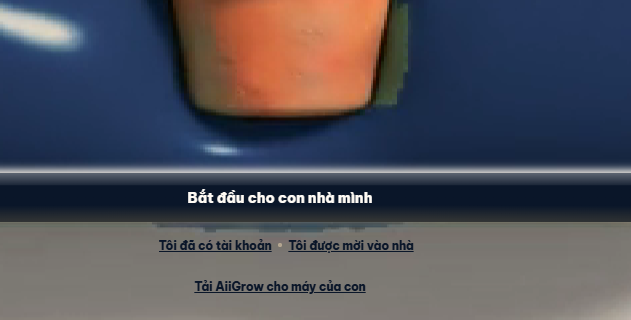 Bắt đầu cho con nhà mình
Tôi đã có tài khoản • Tôi được mời vào nhà
Tải AiiGrow cho máy của con